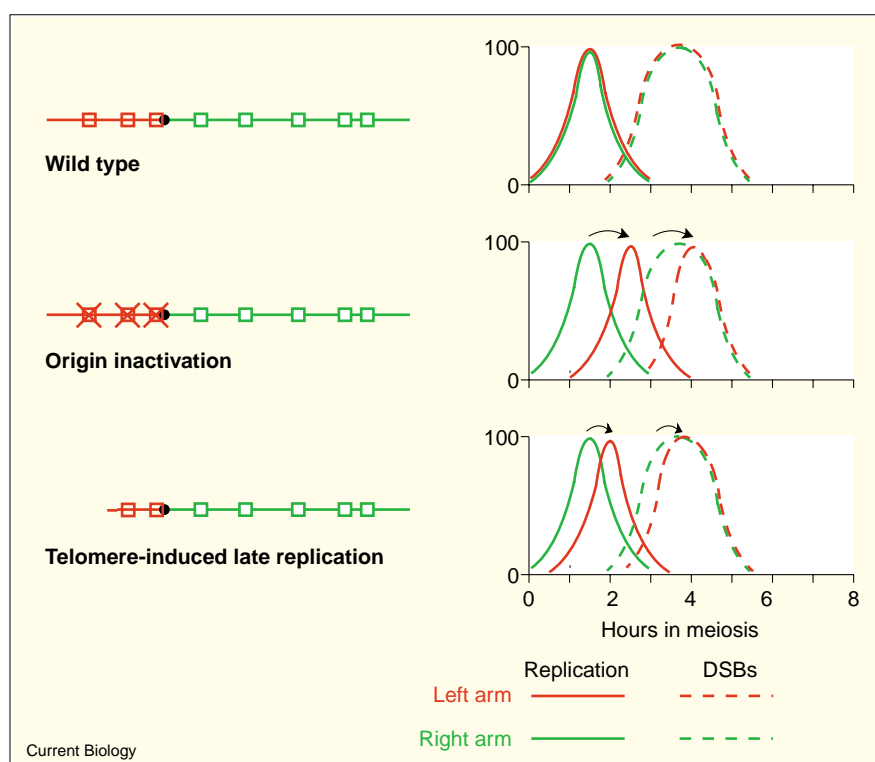 100
0
Wild type
100
0
Origin inactivation
100
0
Telomere-induced late replication
0 2 4 6 8
Hours in meiosis
Replication DSBs
Left arm
Right arm
Current Biology